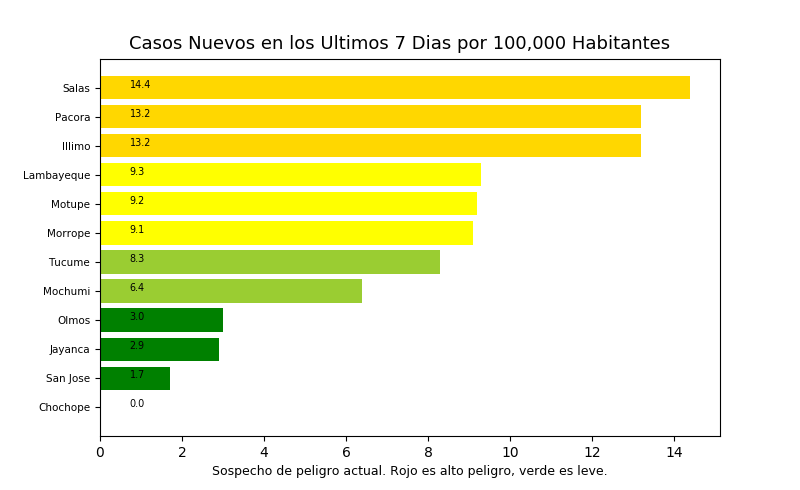 Casos Nuevos en los Ultimos 7 Dias por 100,000 Habitantes
Salas 14.4
Pacora 13.2
Illimo 13.2
Lambayeque 9.3
Motupe 9.2
Morrope 9.1
Tucume 8.3
Mochumi 6.4
Olmos 3.0
Jayanca 2.9
San Jose 1.7
Chochope 0.0
0 2 4 6 8 10 12 14
Sospecho de peligro actual. Rojo es alto peligro, verde es leve.